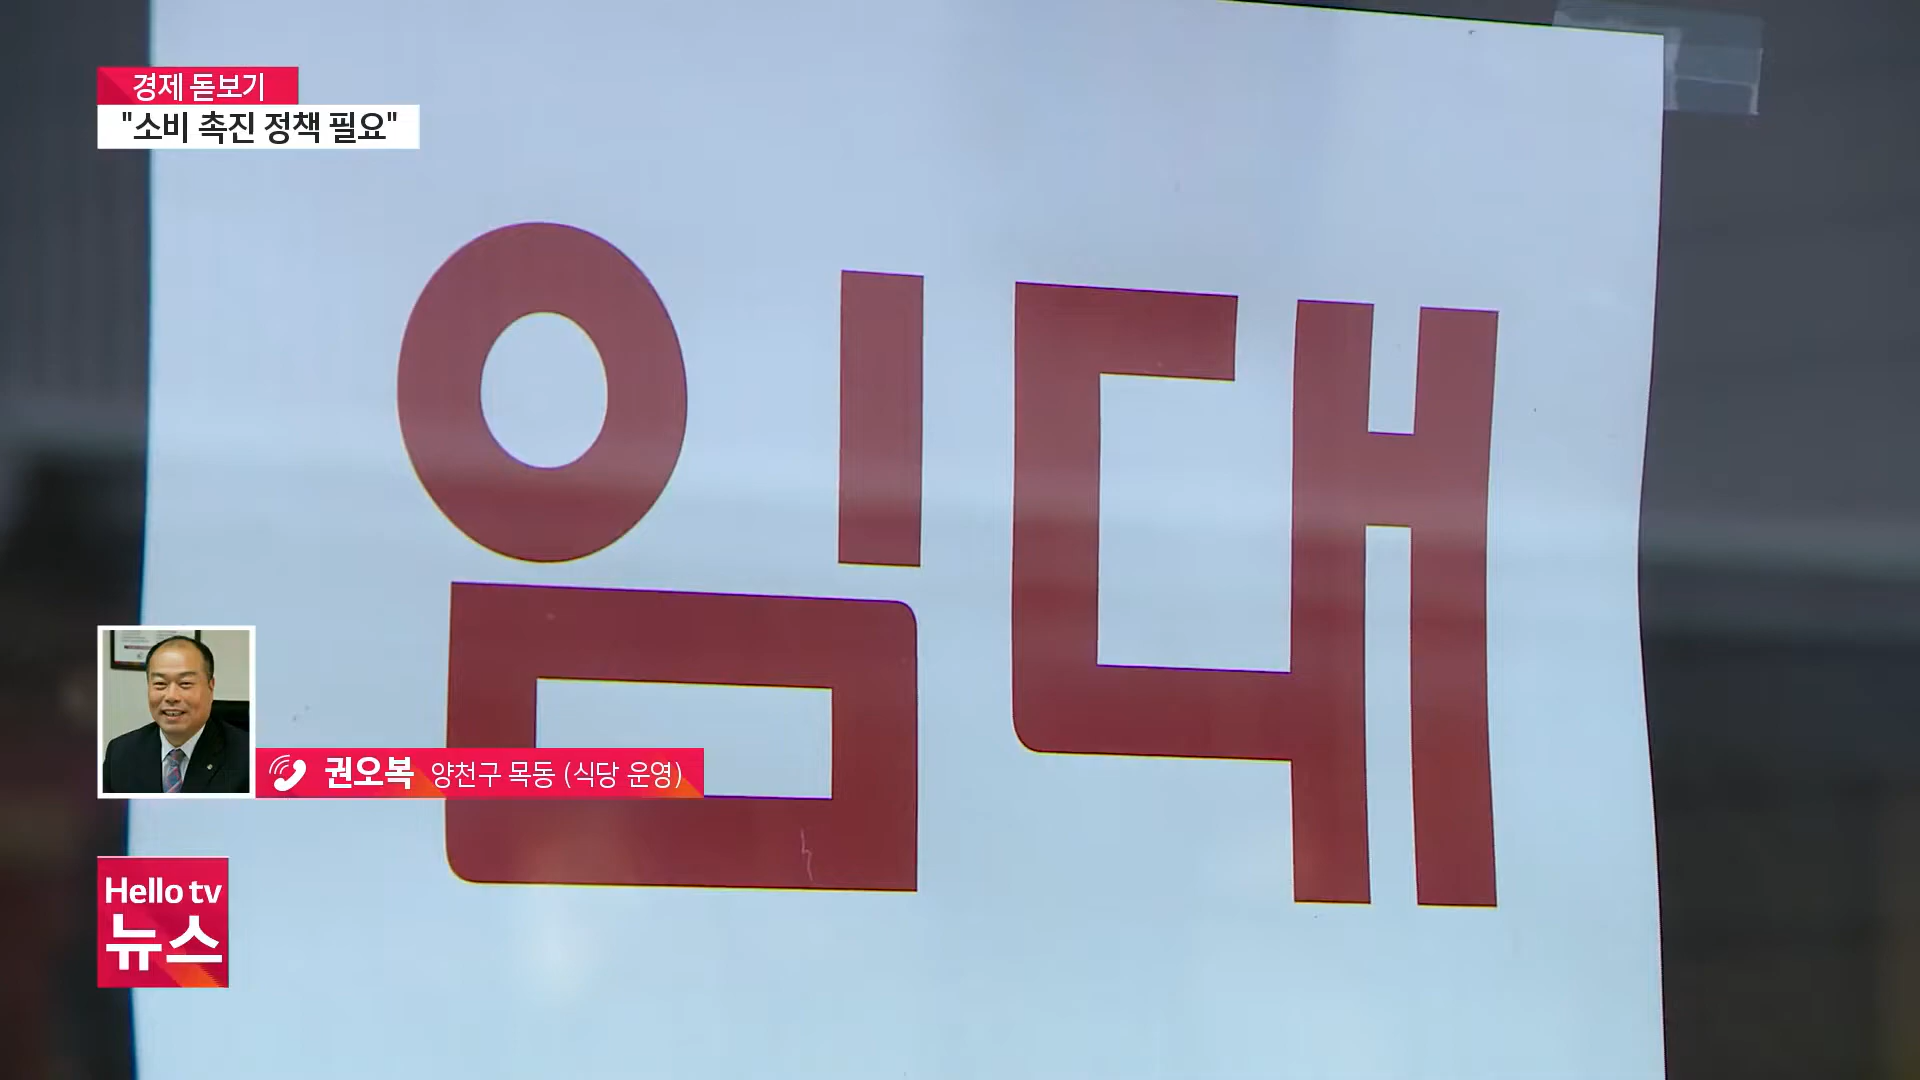 경제 돋보기
"소비 촉진 정책 필요"
임대
권오복 양천구 목동 (식당 운영)
Hello tv
뉴스